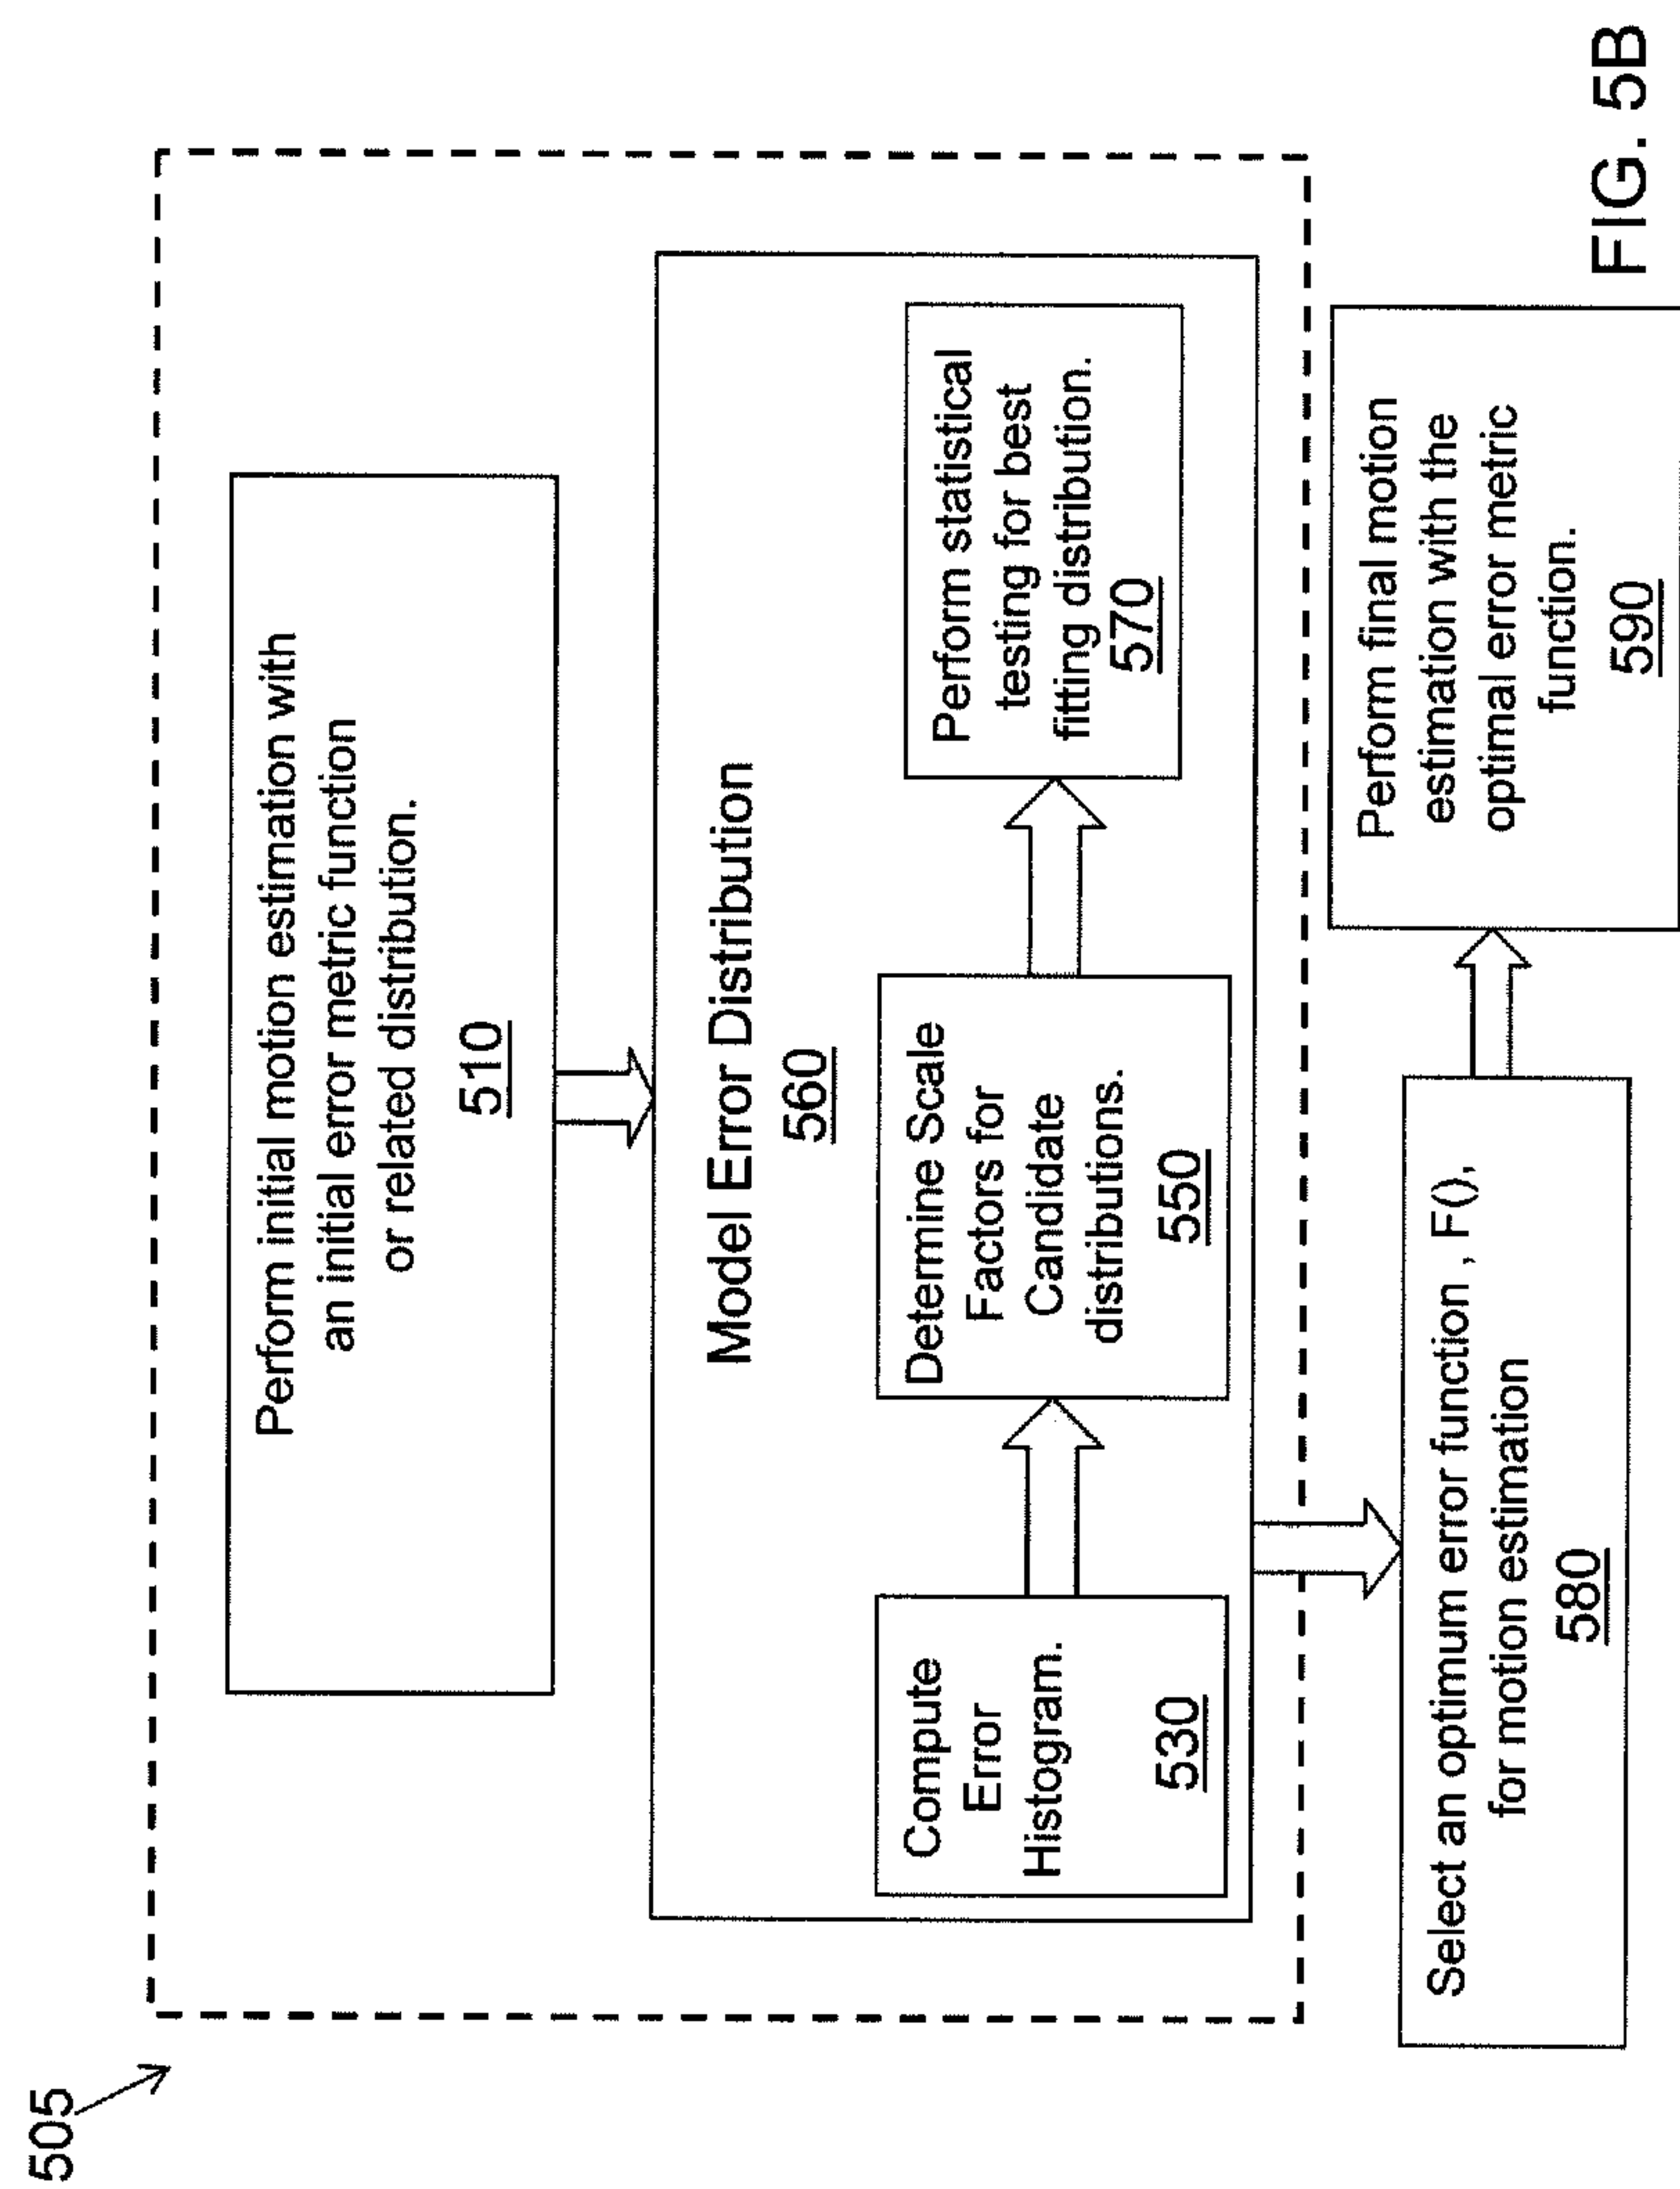 505
Perform initial motion estimation with
an initial error metric function
or related distribution.
510
Model Error Distribution
560
Compute
Error
Histogram.
530
Determine Scale
Factors for
Candidate
distributions.
550
Perform statistical
testing for best
fitting distribution.
570
Select an optimum error function , F(),
for motion estimation
580
Perform final motion
estimation with the
optimal error metric
function.
590
FIG. 5B